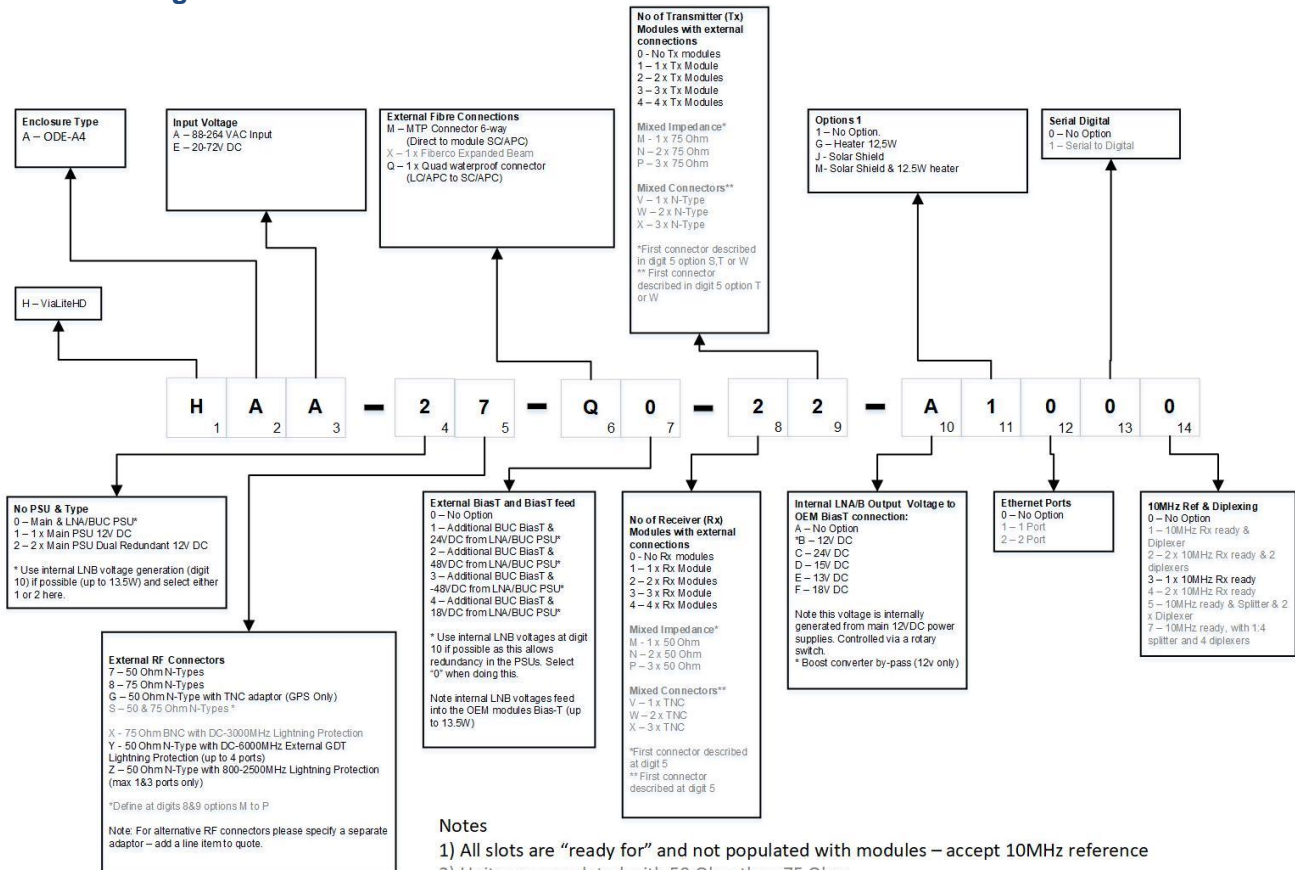 No of Transmitter (Tx)
Modules with external
connections
0 - No Tx modules
1 – 1 x Tx Module
2 – 2 x Tx Modules
3 – 3 x Tx Module
4 – 4 x Tx Modules
Mixed Impedance*
M - 1 x 75 Ohm
N – 2 x 75 Ohm
P – 3 x 75 Ohm
Mixed Connectors**
V – 1 x N-Type
W – 2 x N-Type
X – 3 x N-Type
*First connector described
in digit 5 option S,T or W
** First connector
described in digit 5 option T
or W
Enclosure Type
A – ODE-A4
Input Voltage
A – 88-264 VAC Input
E – 20-72V DC
External Fibre Connections
M – MTP Connector 6-way
(Direct to module SC/APC)
X – 1 x Fiberco Expanded Beam
Q – 1 x Quad waterproof connector
(LC/APC to SC/APC)
Options 1
1 – No Option.
G – Heater 12,5W
J - Solar Shield
M- Solar Shield & 12.5W heater
Serial Digital
0 – No Option
1 – Serial to Digital
H – ViaLiteHD
H A A – 2 7 – Q 0 – 2 2 – A 1 0 0 0
1 2 3 4 5 6 7 8 9 10 11 12 13 14
No PSU & Type
0 – Main & LNA/BUC PSU*
1 – 1 x Main PSU 12V DC
2 – 2 x Main PSU Dual Redundant 12V DC
* Use internal LNB voltage generation (digit
10) if possible (up to 13.5W) and select either
1 or 2 here.
External RF Connectors
7 – 50 Ohm N-Types
8 – 75 Ohm N-Types
G – 50 Ohm N-Type with TNC adaptor (GPS Only)
S – 50 & 75 Ohm N-Types *
X - 75 Ohm BNC with DC-3000MHz Lightning Protection
Y - 50 Ohm N-Type with DC-6000MHz External GDT
Lightning Protection (up to 4 ports)
Z – 50 Ohm N-Type with 800-2500MHz Lightning Protection
(max 1&3 ports only)
*Define at digits 8&9 options M to P
Note: For alternative RF connectors please specify a separate
adaptor – add a line item to quote.
External BiasT and BiasT feed
0 – No Option
1 – Additional BUC BiasT &
24VDC from LNA/BUC PSU*
2 – Additional BUC BiasT &
48VDC from LNA/BUC PSU*
3 – Additional BUC BiasT &
-48VDC from LNA/BUC PSU*
4 – Additional BUC BiasT &
18VDC from LNA/BUC PSU*
* Use internal LNB voltages at digit
10 if possible as this allows
redundancy in the PSUs. Select
“0” when doing this.
Note internal LNB voltages feed
into the OEM modules Bias-T (up
to 13.5W)
No of Receiver (Rx)
Modules with external
connections
0 - No Rx modules
1 – 1 x Rx Module
2 – 2 x Rx Modules
3 – 3 x Rx Module
4 – 4 x Rx Modules
Mixed Impedance*
M - 1 x 50 Ohm
N – 2 x 50 Ohm
P – 3 x 50 Ohm
Mixed Connectors**
V – 1 x TNC
W – 2 x TNC
X – 3 x TNC
*First connector described
at digit 5
** First connector
described at digit 5
Internal LNA/B Output Voltage to
OEM BiasT connection:
A – No Option
*B – 12V DC
C – 24V DC
D – 15V DC
E – 13V DC
F – 18V DC
Note this voltage is internally
generated from main 12VDC power
supplies. Controlled via a rotary
switch.
* Boost converter by-pass (12v only)
Ethernet Ports
0 – No Option
1 – 1 Port
2 – 2 Port
10MHz Ref & Diplexing
0 – No Option
1 – 10MHz Rx ready &
Diplexer
2 – 2 x 10MHz Rx ready & 2
diplexers
3 – 1 x 10MHz Rx ready
4 – 2 x 10MHz Rx ready
5 – 10MHz ready & Splitter & 2
x Diplexer
7 – 10MHz ready, with 1:4
splitter and 4 diplexers
Notes
1) All slots are “ready for” and not populated with modules – accept 10MHz reference